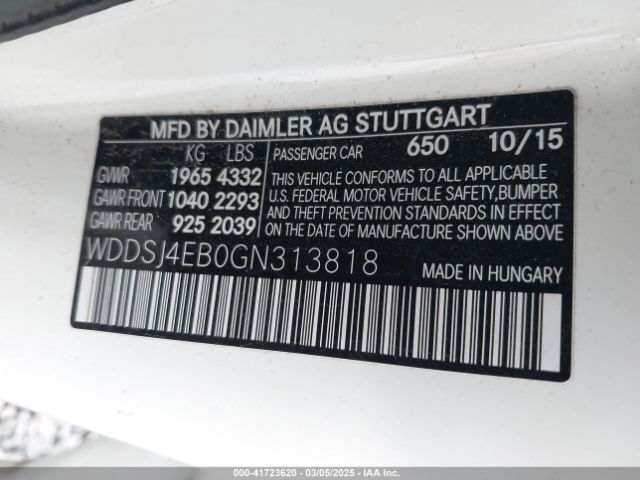 MFD BY DAIMLER AG STUTTGART
KG LBS PASSENGER CAR 650 10/15
GVWR 1965 4332
GAWR FRONT 1040 2293
GAWR REAR 925 2039
THIS VEHICLE CONFORMS TO ALL APPLICABLE
U.S. FEDERAL MOTOR VEHICLE SAFETY,BUMPER
AND THEFT PREVENTION STANDARDS IN EFFECT
ON THE DATE OF MANUFACTURE SHOWN ABOVE.
WDDSJ4EB0GN313818
MADE IN HUNGARY
© 2025 - 41723620 - 03/05/2025 - IAA Inc.